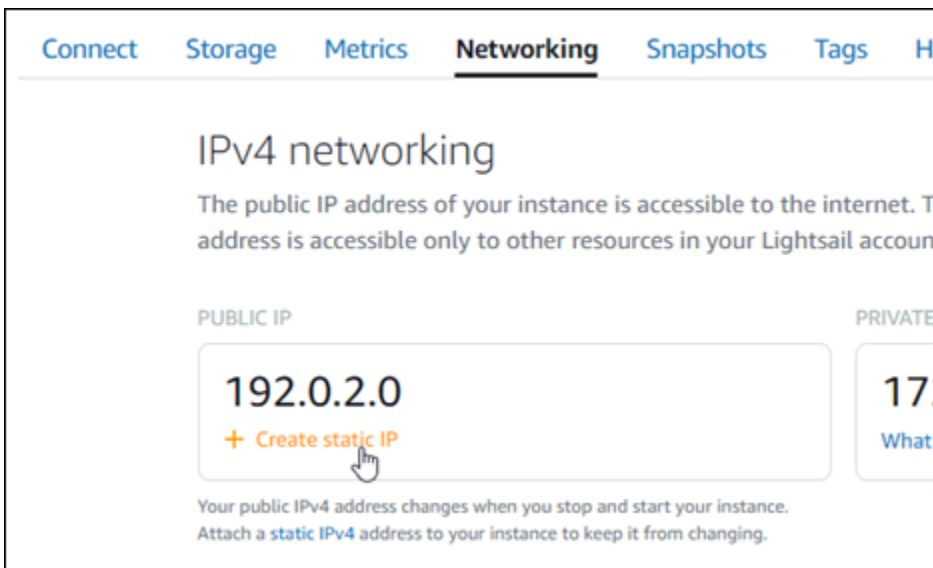 Connect Storage Metrics Networking Snapshots Tags H
IPv4 networking
The public IP address of your instance is accessible to the internet. T
address is accessible only to other resources in your Lightsail accoun
PUBLIC IP PRIVATE
192.0.2.0 17.
+ Create static IP What
Your public IPv4 address changes when you stop and start your instance.
Attach a static IPv4 address to your instance to keep it from changing.